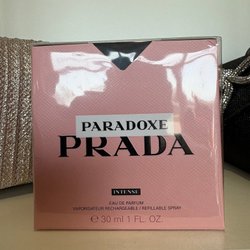 PARADOXE
PRADA
INTENSE
EAU DE PARFUM
VAPORISATEUR RECHARGEABLE / REFILLABLE SPRAY
℮ 30 ml 1 FL. OZ.